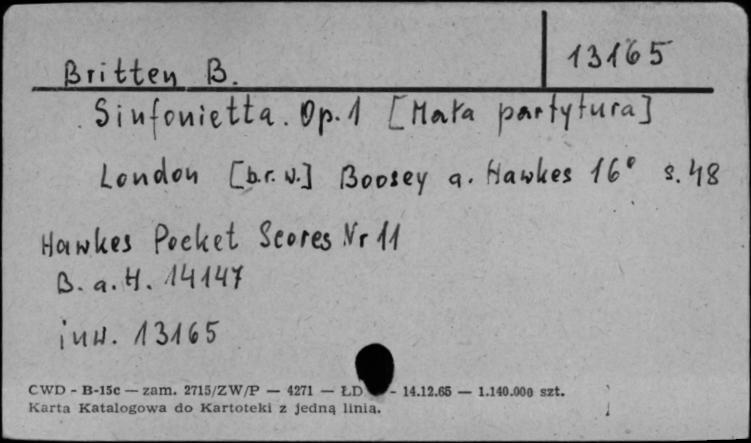 Britten B.
13165
Sinfonietta. Op. 1 [Mała partytura]
London [b.r.w.] Boosey a. Hawkes 16° s. 48
Hawkes Pocket Scores Nr 11
B. a. H. 14147
inw. 13165
CWD - B-15c — zam. 2715/ZW/P — 4271 — ŁD - 14.12.65 — 1.140.000 szt.
Karta Katalogowa do Kartoteki z jedną linią.